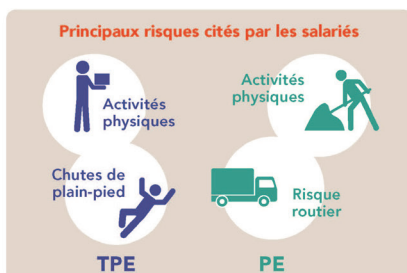 Principaux risques cités par les salariés
Activités
physiques
Chutes de
plain-pied
TPE
Activités
physiques
Risque
routier
PE